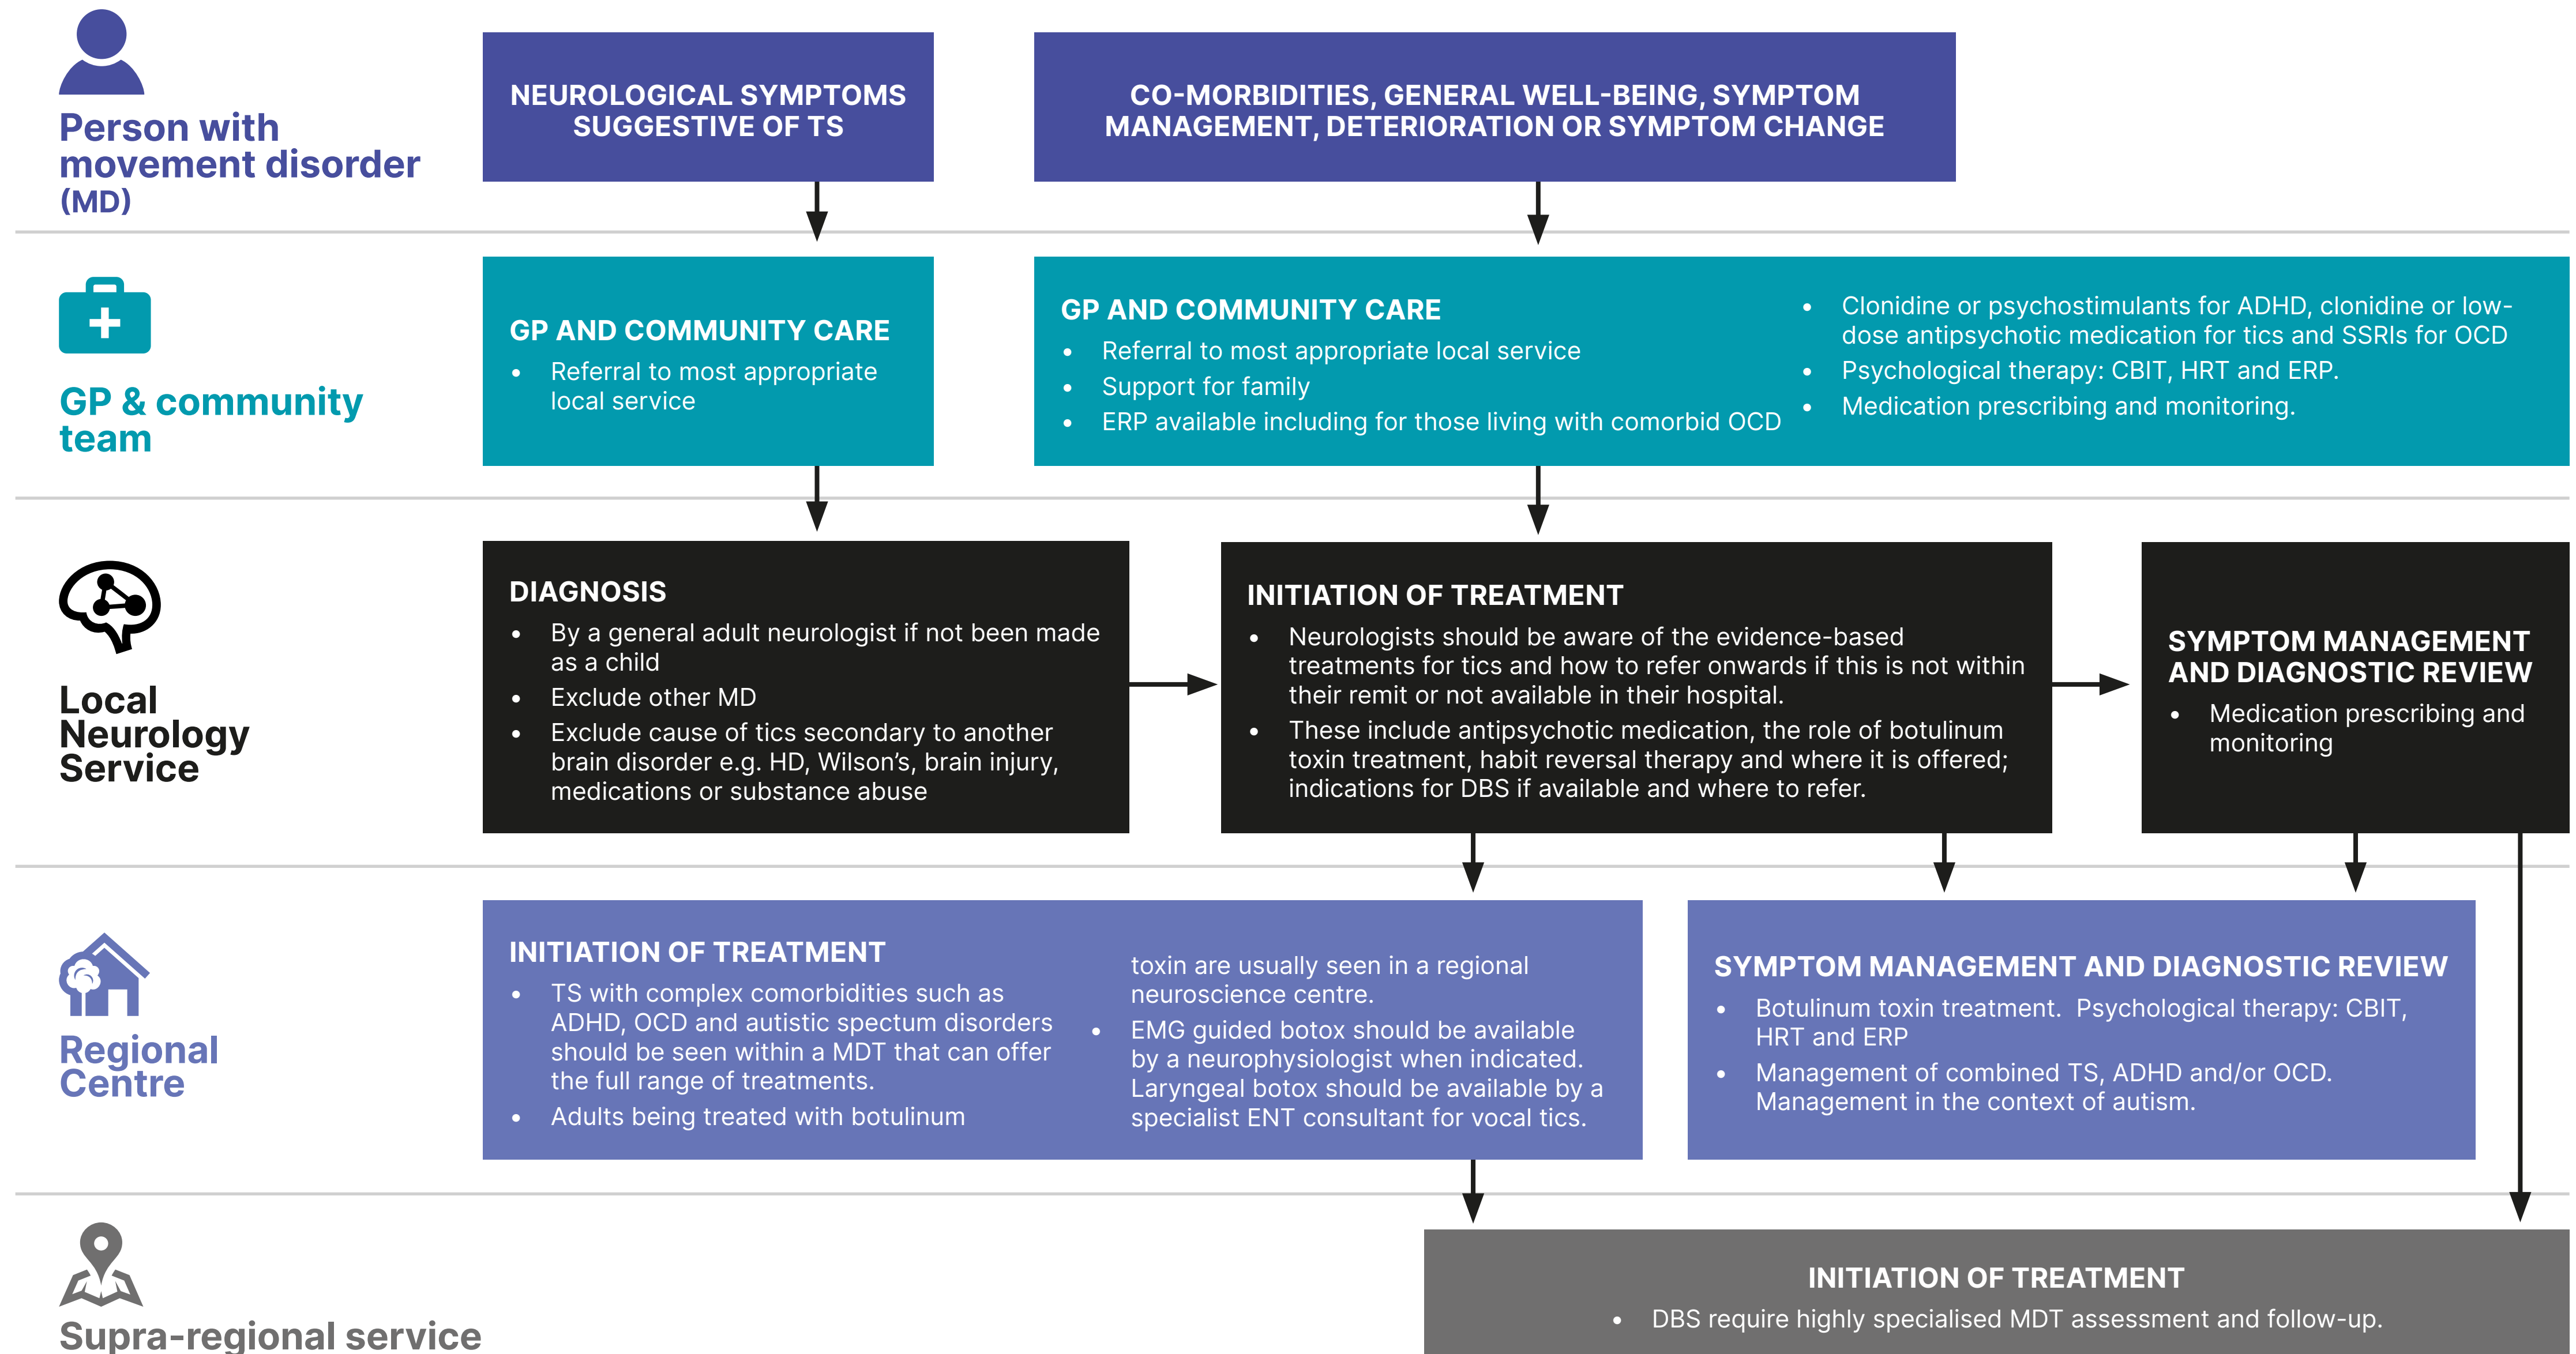 Person with
movement disorder
(MD)
NEUROLOGICAL SYMPTOMS
SUGGESTIVE OF TS
CO-MORBIDITIES, GENERAL WELL-BEING, SYMPTOM
MANAGEMENT, DETERIORATION OR SYMPTOM CHANGE
GP & community
team
GP AND COMMUNITY CARE
• Referral to most appropriate
local service
GP AND COMMUNITY CARE
• Referral to most appropriate local service
• Support for family
• ERP available including for those living with comorbid OCD
• Clonidine or psychostimulants for ADHD, clonidine or low-
dose antipsychotic medication for tics and SSRIs for OCD
• Psychological therapy: CBIT, HRT and ERP.
• Medication prescribing and monitoring.
Local
Neurology
Service
DIAGNOSIS
• By a general adult neurologist if not been made
as a child
• Exclude other MD
• Exclude cause of tics secondary to another
brain disorder e.g. HD, Wilson’s, brain injury,
medications or substance abuse
INITIATION OF TREATMENT
• Neurologists should be aware of the evidence-based
treatments for tics and how to refer onwards if this is not within
their remit or not available in their hospital.
• These include antipsychotic medication, the role of botulinum
toxin treatment, habit reversal therapy and where it is offered;
indications for DBS if available and where to refer.
SYMPTOM MANAGEMENT
AND DIAGNOSTIC REVIEW
• Medication prescribing and
monitoring
Regional
Centre
INITIATION OF TREATMENT
• TS with complex comorbidities such as
ADHD, OCD and autistic spectum disorders
should be seen within a MDT that can offer
the full range of treatments.
• Adults being treated with botulinum
toxin are usually seen in a regional
neuroscience centre.
• EMG guided botox should be available
by a neurophysiologist when indicated.
Laryngeal botox should be available by a
specialist ENT consultant for vocal tics.
SYMPTOM MANAGEMENT AND DIAGNOSTIC REVIEW
• Botulinum toxin treatment.  Psychological therapy: CBIT,
HRT and ERP
• Management of combined TS, ADHD and/or OCD.
Management in the context of autism.
Supra-regional service
INITIATION OF TREATMENT
• DBS require highly specialised MDT assessment and follow-up.